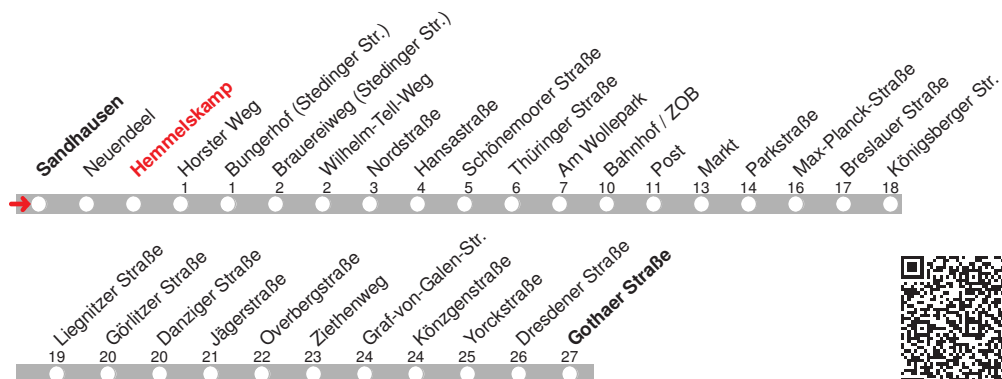 Sandhausen
Neuendeel
Hemmelskamp
1 Horster Weg
1 Bungerhof (Stedinger Str.)
2 Brauereiweg (Stedinger Str.)
2 Wilhelm-Tell-Weg
3 Nordstraße
4 Hansastraße
5 Schönemoorer Straße
6 Thüringer Straße
7 Am Wollepark
10 Bahnhof / ZOB
11 Post
13 Markt
14 Parkstraße
16 Max-Planck-Straße
17 Breslauer Straße
18 Königsberger Str.
19 Liegnitzer Straße
20 Görlitzer Straße
20 Danziger Straße
21 Jägerstraße
22 Overbergstraße
23 Ziethenweg
24 Graf-von-Galen-Str.
24 Könzgenstraße
25 Yorckstraße
26 Dresdener Straße
27 Gothaer Straße